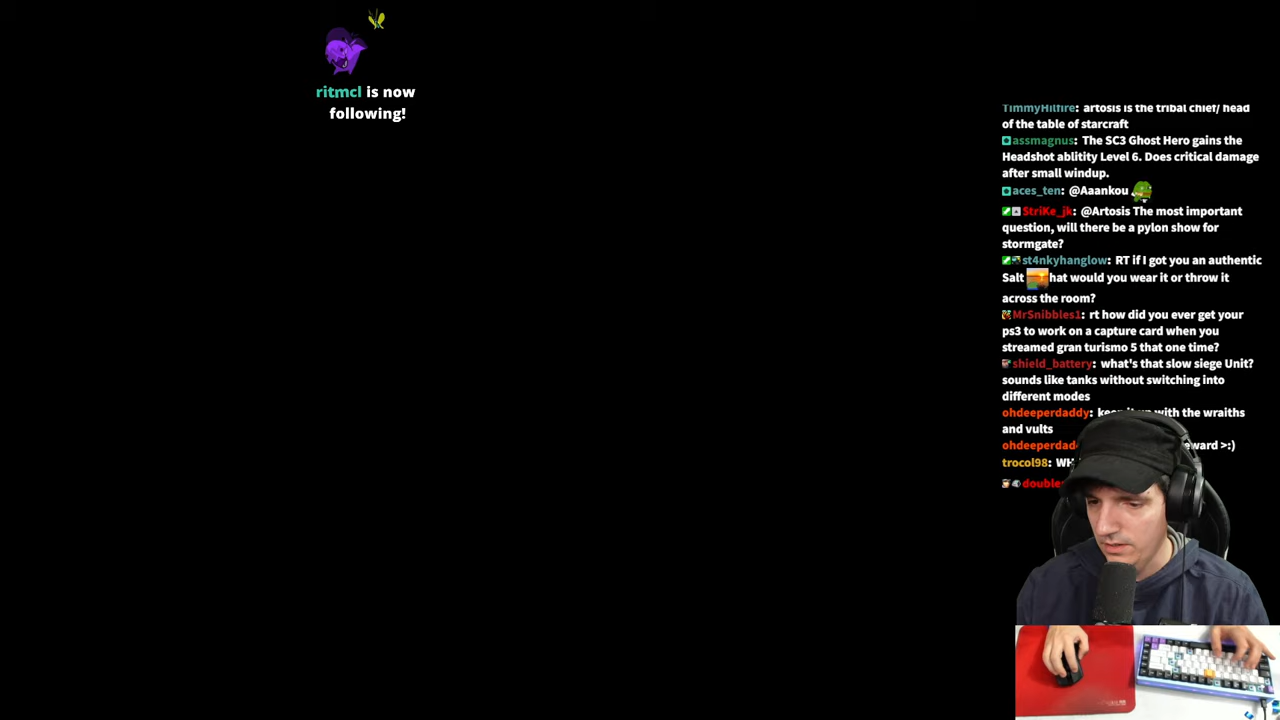 ritmcl is now
following!
TimmyHilfire: artosis is the tribal chief/ head
of the table of starcraft
assmagnus: The SC3 Ghost Hero gains the
Headshot ablitity Level 6. Does critical damage
after small windup.
aces_ten: @Aaankou
StriKe_jk: @Artosis The most important
question, will there be a pylon show for
stormgate?
st4nkyhanglow: RT if I got you an authentic
Salt hat would you wear it or throw it
across the room?
MrSnibbles1: rt how did you ever get your
ps3 to work on a capture card when you
streamed gran turismo 5 that one time?
shield_battery: what's that slow siege Unit?
sounds like tanks without switching into
different modes
ohdeeperdaddy: with the wraiths
and vults
>:)
trocol98: